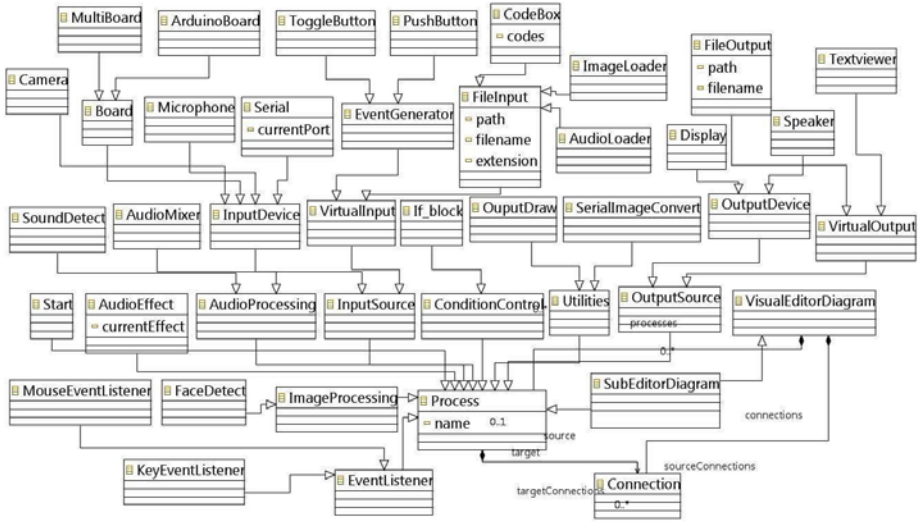 MultiBoard
ArduinoBoard
ToggleButton
PushButton
CodeBox
codes
FileOutput
path
filename
Textviewer
Camera
Board
Microphone
Serial
currentPort
EventGenerator
FileInput
path
filename
extension
ImageLoader
AudioLoader
Display
Speaker
SoundDetect
AudioMixer
InputDevice
VirtualInput
If_block
OuputDraw
SerialImageConvert
OutputDevice
VirtualOutput
Start
AudioEffect
currentEffect
AudioProcessing
InputSource
ConditionControl
Utilities
OutputSource
processes
0..*
VisualEditorDiagram
MouseEventListener
FaceDetect
ImageProcessing
Process
name
0..1
source
target
SubEditorDiagram
connections
sourceConnections
KeyEventListener
EventListener
targetConnections
Connection
0..*